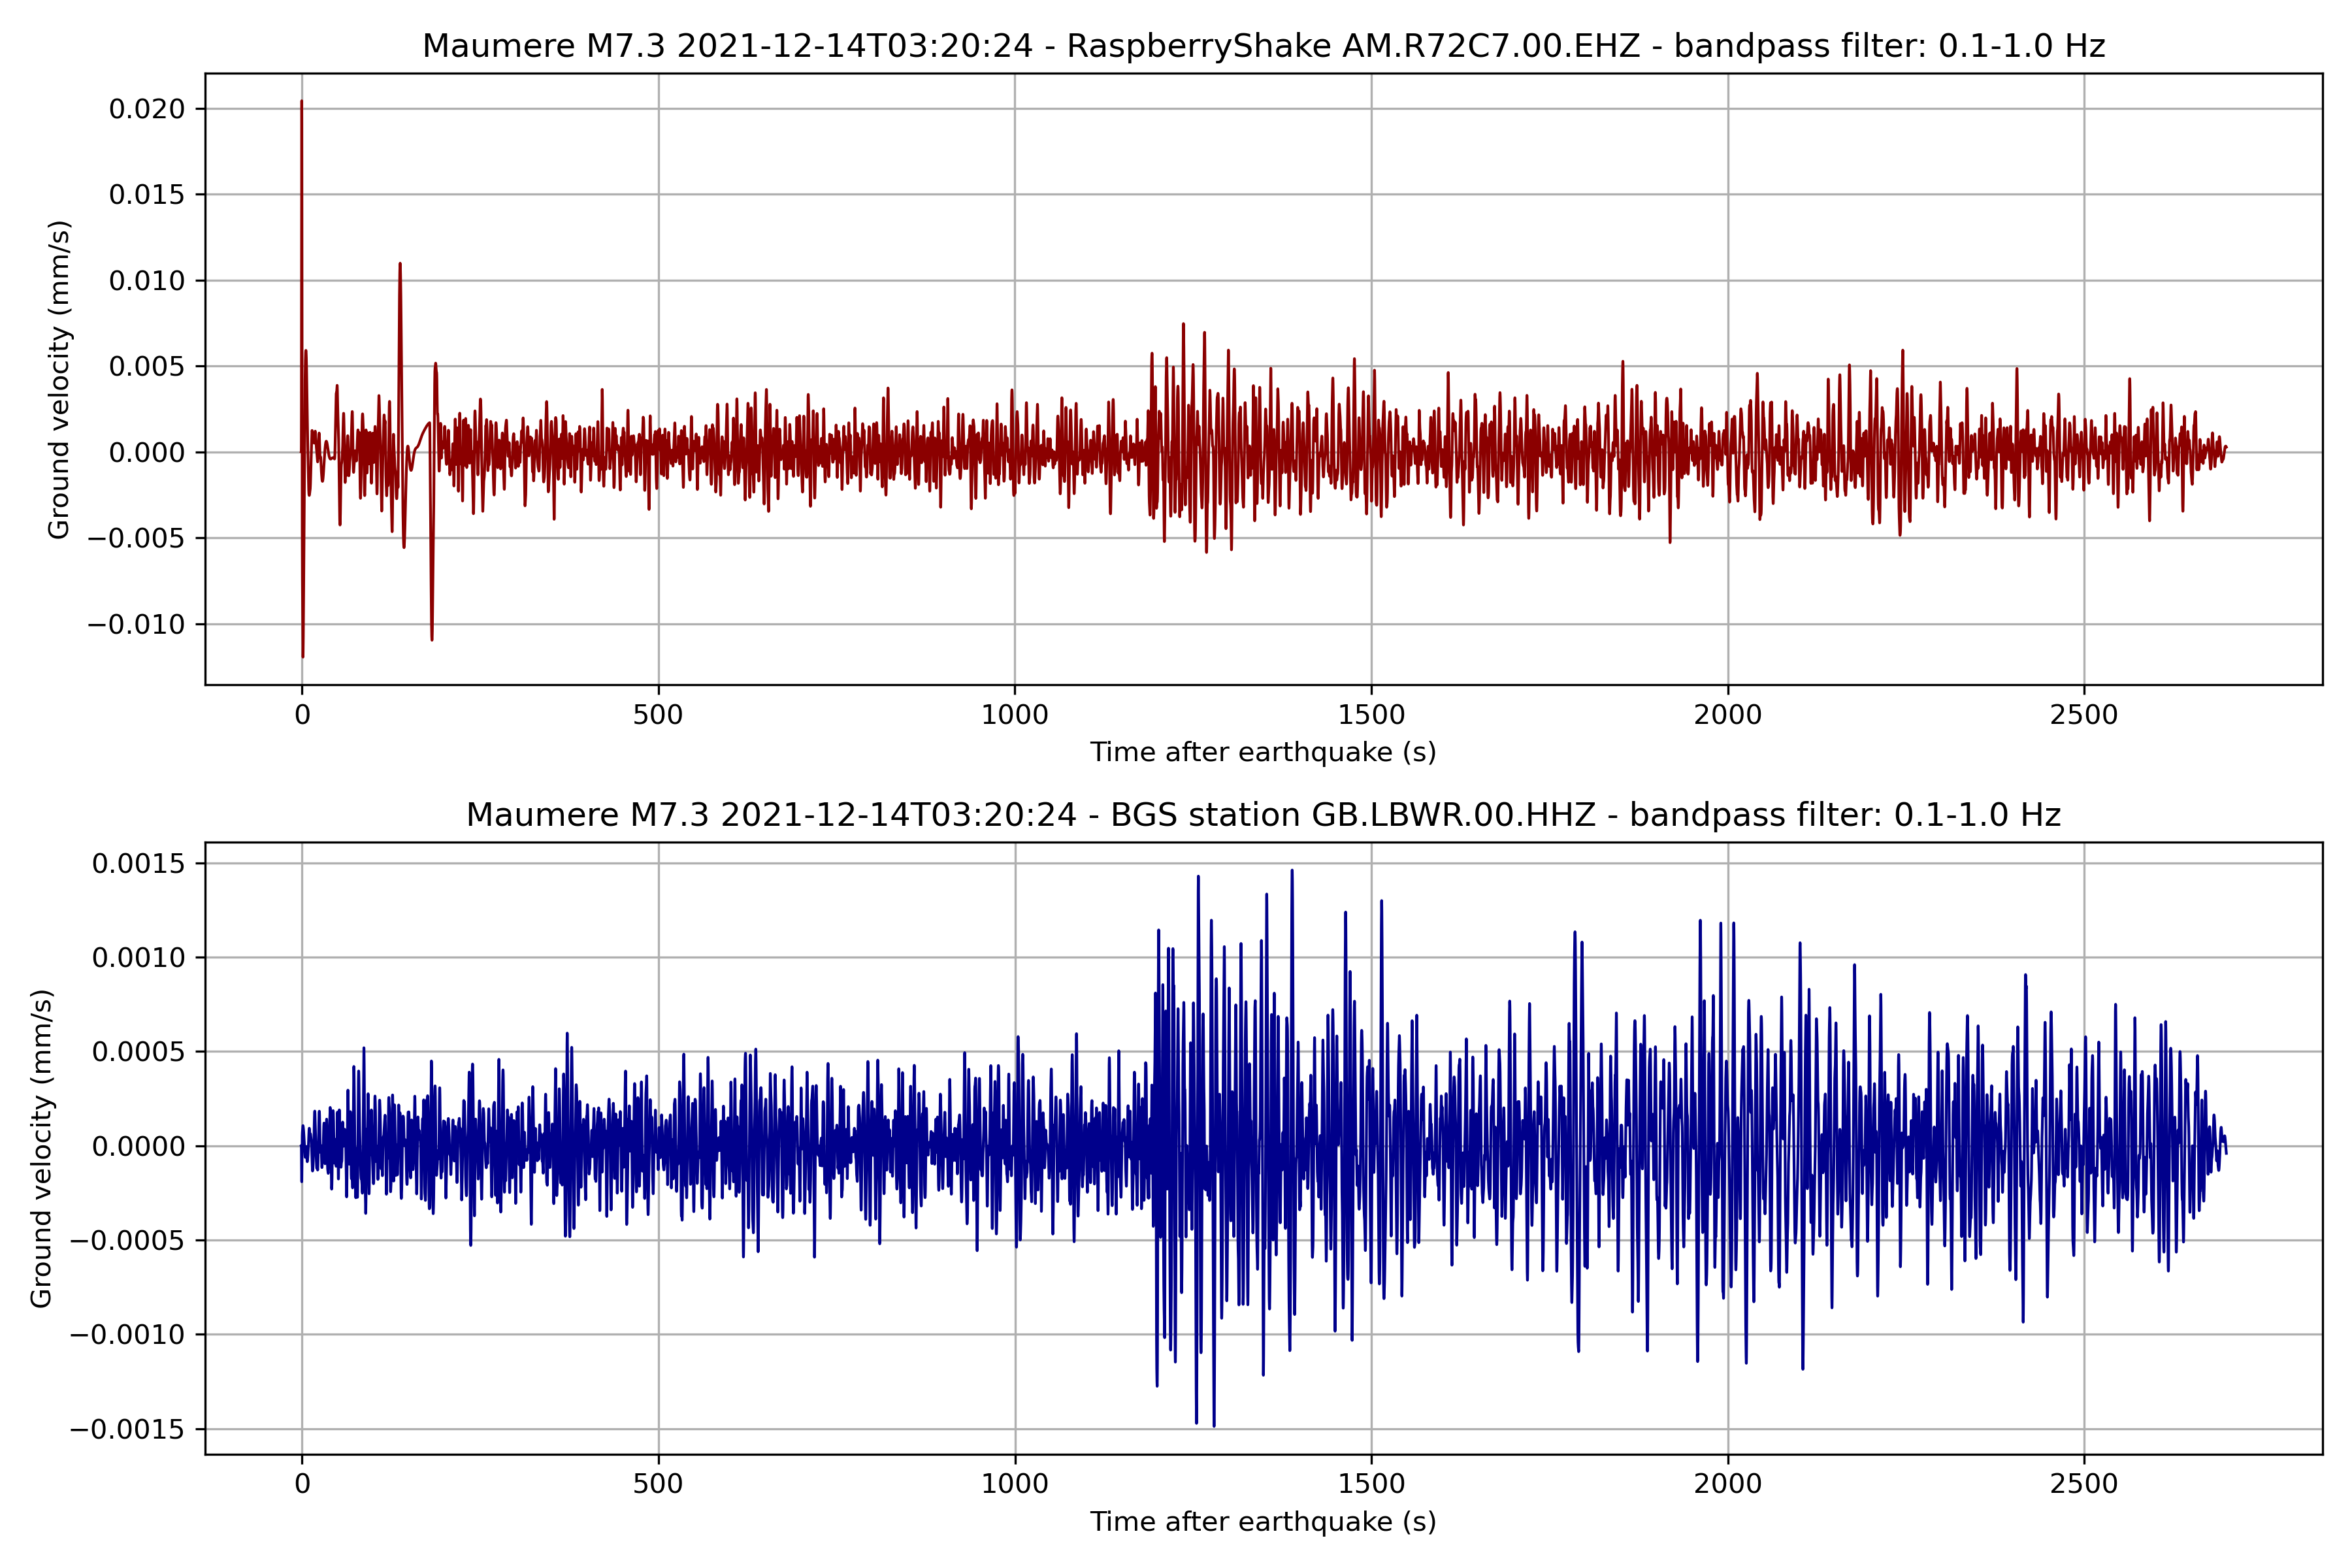 Maumere M7.3 2021-12-14T03:20:24 - RaspberryShake AM.R72C7.00.EHZ - bandpass filter: 0.1-1.0 Hz
Ground velocity (mm/s)
0.020
0.015
0.010
0.005
0.000
−0.005
−0.010
0 500 1000 1500 2000 2500
Time after earthquake (s)
Maumere M7.3 2021-12-14T03:20:24 - BGS station GB.LBWR.00.HHZ - bandpass filter: 0.1-1.0 Hz
Ground velocity (mm/s)
0.0015
0.0010
0.0005
0.0000
−0.0005
−0.0010
−0.0015
0 500 1000 1500 2000 2500
Time after earthquake (s)